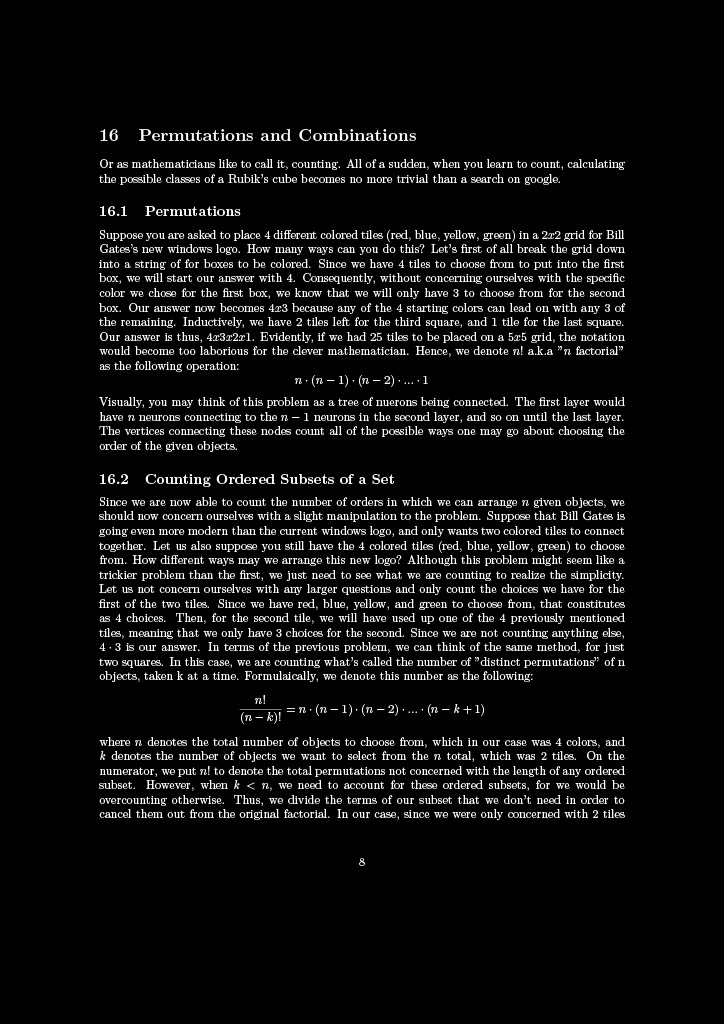 16 Permutations and Combinations
Or as mathematicians like to call it, counting. All of a sudden, when you learn to count, calculating
the possible classes of a Rubik's cube becomes no more trivial than a search on google.
16.1 Permutations
Suppose you are asked to place 4 different colored tiles (red, blue, yellow, green) in a 2x2 grid for Bill
Gates's new windows logo. How many ways can you do this? Let's first of all break the grid down
into a string of for boxes to be colored. Since we have 4 tiles to choose from to put into the first
box, we will start our answer with 4. Consequently, without concerning ourselves with the specific
color we chose for the first box, we know that we will only have 3 to choose from for the second
box. Our answer now becomes 4x3 because any of the 4 starting colors can lead on with any 3 of
the remaining. Inductively, we have 2 tiles left for the third square, and 1 tile for the last square.
Our answer is thus, 4x3x2x1. Evidently, if we had 25 tiles to be placed on a 5x5 grid, the notation
would become too laborious for the clever mathematician. Hence, we denote n! a.k.a "n factorial"
as the following operation:
n · (n − 1) · (n − 2) · ... · 1
Visually, you may think of this problem as a tree of nuerons being connected. The first layer would
have n neurons connecting to the n − 1 neurons in the second layer, and so on until the last layer.
The vertices connecting these nodes count all of the possible ways one may go about choosing the
order of the given objects.
16.2 Counting Ordered Subsets of a Set
Since we are now able to count the number of orders in which we can arrange n given objects, we
should now concern ourselves with a slight manipulation to the problem. Suppose that Bill Gates is
going even more modern than the current windows logo, and only wants two colored tiles to connect
together. Let us also suppose you still have the 4 colored tiles (red, blue, yellow, green) to choose
from. How different ways may we arrange this new logo? Although this problem might seem like a
trickier problem than the first, we just need to see what we are counting to realize the simplicity.
Let us not concern ourselves with any larger questions and only count the choices we have for the
first of the two tiles. Since we have red, blue, yellow, and green to choose from, that constitutes
as 4 choices. Then, for the second tile, we will have used up one of the 4 previously mentioned
tiles, meaning that we only have 3 choices for the second. Since we are not counting anything else,
4 · 3 is our answer. In terms of the previous problem, we can think of the same method, for just
two squares. In this case, we are counting what's called the number of "distinct permutations" of n
objects, taken k at a time. Formulaically, we denote this number as the following:
n!/(n − k)! = n · (n − 1) · (n − 2) · ... · (n − k + 1)
where n denotes the total number of objects to choose from, which in our case was 4 colors, and
k denotes the number of objects we want to select from the n total, which was 2 tiles. On the
numerator, we put n! to denote the total permutations not concerned with the length of any ordered
subset. However, when k < n, we need to account for these ordered subsets, for we would be
overcounting otherwise. Thus, we divide the terms of our subset that we don't need in order to
cancel them out from the original factorial. In our case, since we were only concerned with 2 tiles
8